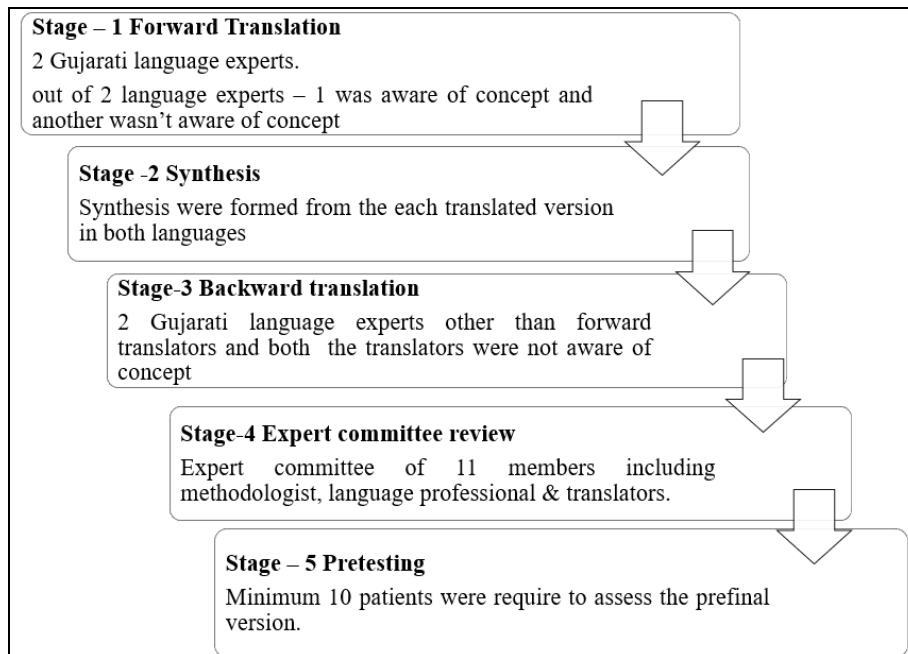 Stage – 1 Forward Translation
2 Gujarati language experts.
out of 2 language experts – 1 was aware of concept and
another wasn't aware of concept
Stage -2 Synthesis
Synthesis were formed from the each translated version
in both languages
Stage-3 Backward translation
2 Gujarati language experts other than forward
translators and both the translators were not aware of
concept
Stage-4 Expert committee review
Expert committee of 11 members including
methodologist, language professional & translators.
Stage – 5 Pretesting
Minimum 10 patients were require to assess the prefinal
version.